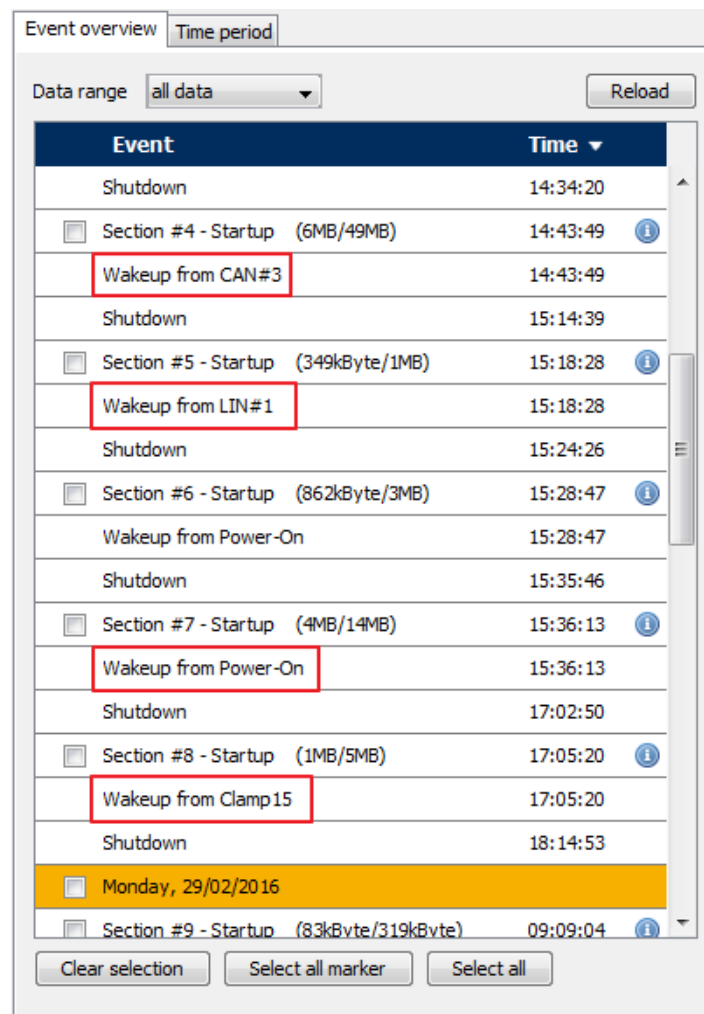 Event overview Time period
Data range all data Reload
Event Time
Shutdown 14:34:20
Section #4 - Startup (6MB/49MB) 14:43:49
Wakeup from CAN#3 14:43:49
Shutdown 15:14:39
Section #5 - Startup (349kByte/1MB) 15:18:28
Wakeup from LIN#1 15:18:28
Shutdown 15:24:26
Section #6 - Startup (862kByte/3MB) 15:28:47
Wakeup from Power-On 15:28:47
Shutdown 15:35:46
Section #7 - Startup (4MB/14MB) 15:36:13
Wakeup from Power-On 15:36:13
Shutdown 17:02:50
Section #8 - Startup (1MB/5MB) 17:05:20
Wakeup from Clamp15 17:05:20
Shutdown 18:14:53
Monday, 29/02/2016
Section #9 - Startup (83kByte/319kByte) 09:09:04
Clear selection Select all marker Select all